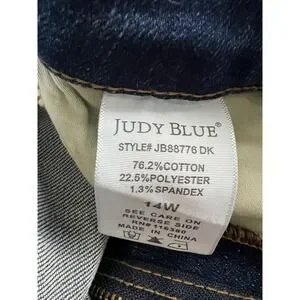 JUDY BLUE®
STYLE# JB88776 DK
76.2%COTTON
22.5%POLYESTER
1.3%SPANDEX
14W
SEE CARE ON
REVERSE SIDE
MADE IN CHINA